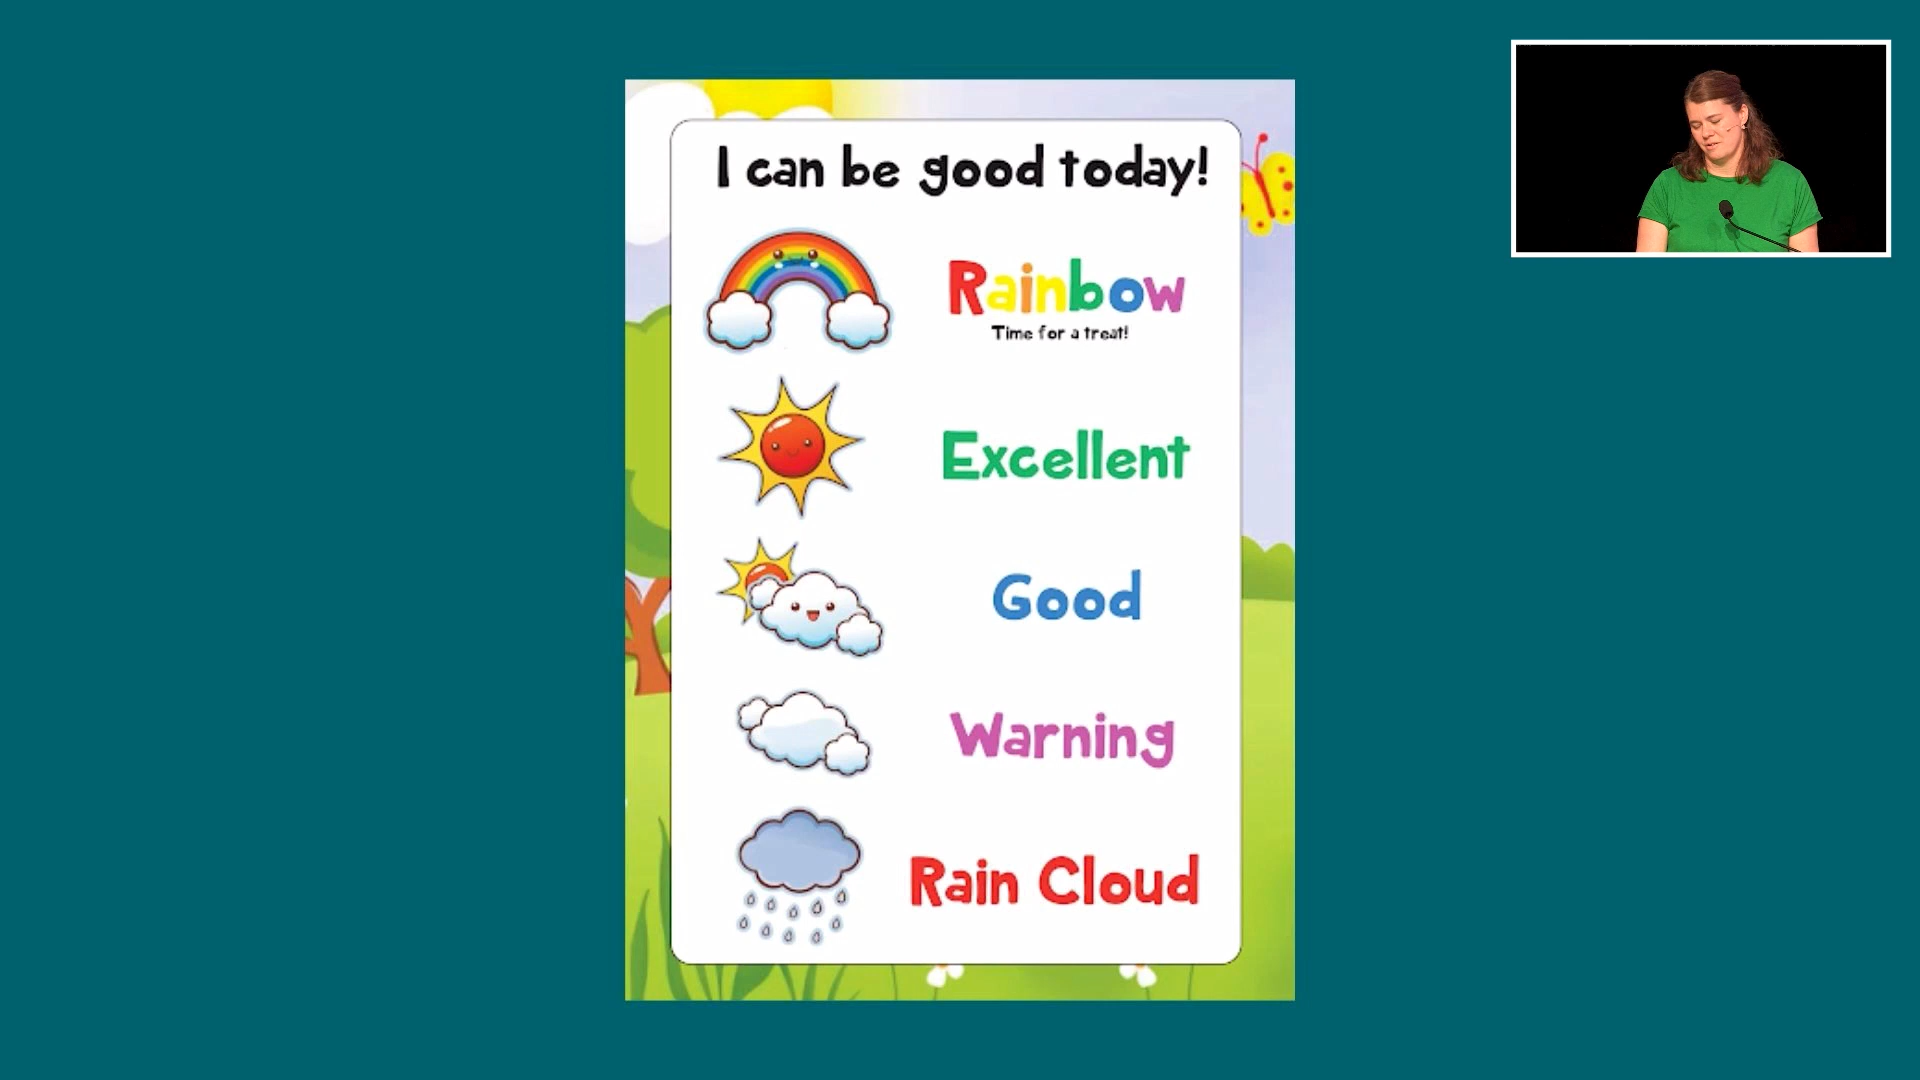 I can be good today!
Rainbow
Time for a treat!
Excellent
Good
Warning
Rain Cloud